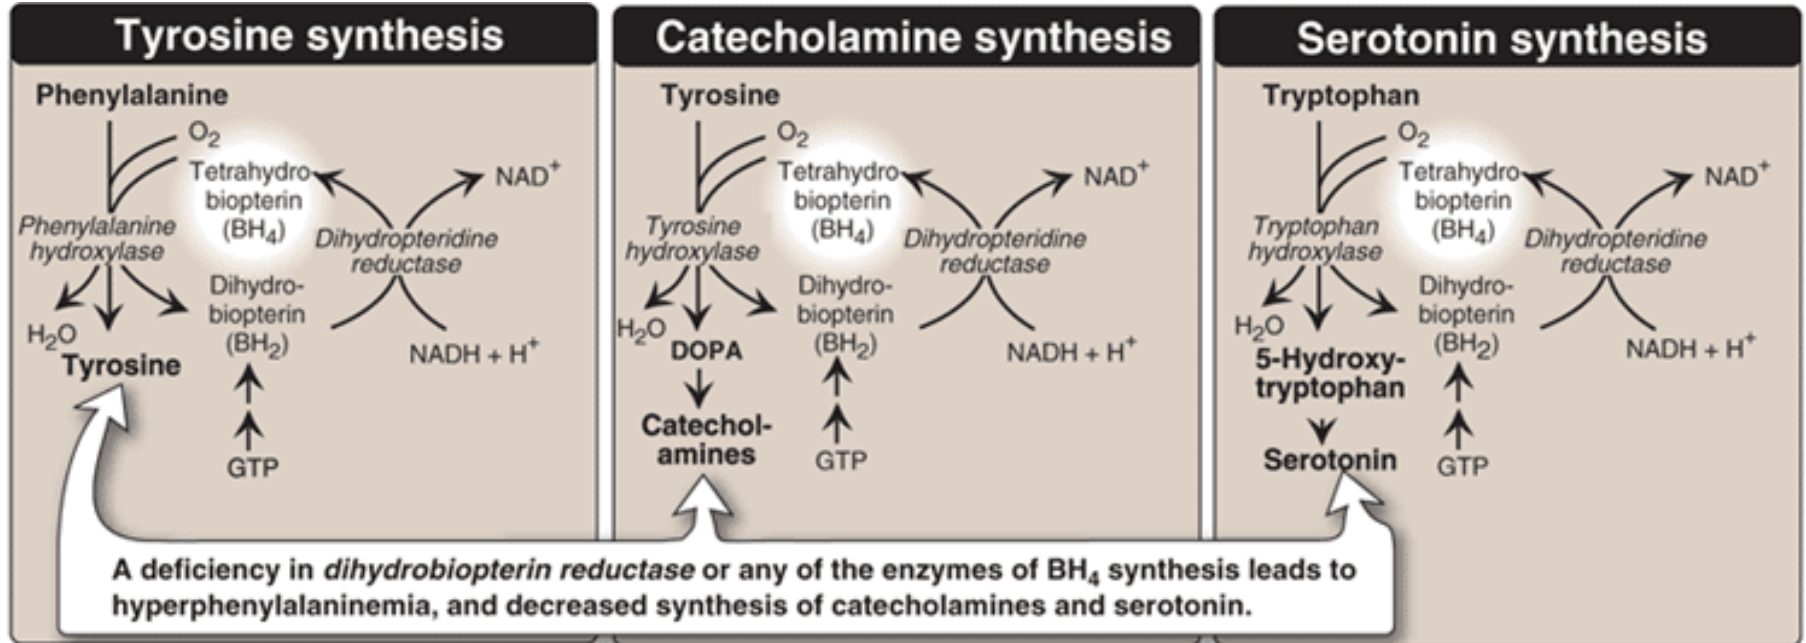 Tyrosine synthesis
Phenylalanine
O₂
Tetrahydro-
biopterin
(BH₄)
NAD⁺
Phenylalanine
hydroxylase
Dihydropteridine
reductase
Dihydro-
biopterin
(BH₂)
H₂O
Tyrosine
NADH + H⁺
GTP
Catecholamine synthesis
Tyrosine
O₂
Tetrahydro-
biopterin
(BH₄)
NAD⁺
Tyrosine
hydroxylase
Dihydropteridine
reductase
Dihydro-
biopterin
(BH₂)
H₂O
DOPA
NADH + H⁺
Catechol-
amines
GTP
Serotonin synthesis
Tryptophan
O₂
Tetrahydro-
biopterin
(BH₄)
NAD⁺
Tryptophan
hydroxylase
Dihydropteridine
reductase
Dihydro-
biopterin
(BH₂)
H₂O
5-Hydroxy-
tryptophan
NADH + H⁺
Serotonin
GTP
A deficiency in dihydrobiopterin reductase or any of the enzymes of BH₄ synthesis leads to
hyperphenylalaninemia, and decreased synthesis of catecholamines and serotonin.